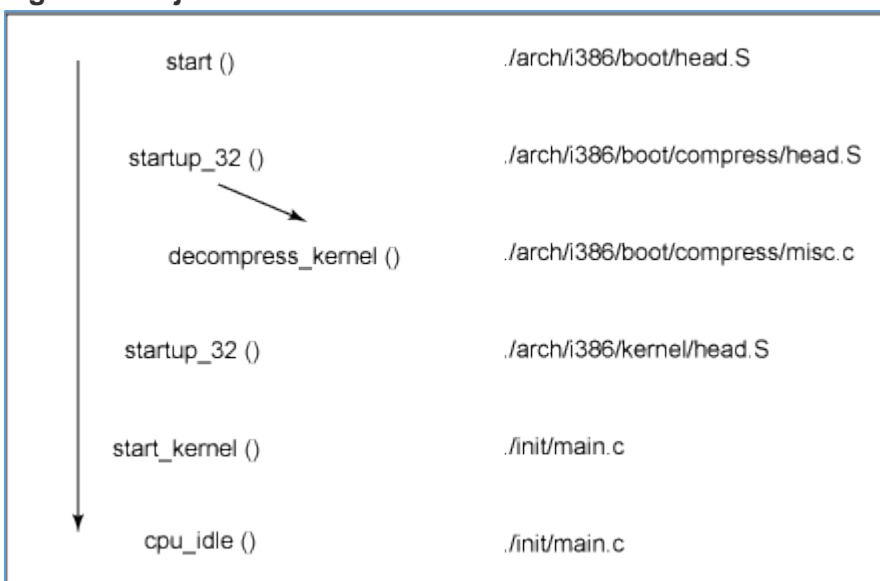 start () ./arch/i386/boot/head.S
startup_32 () ./arch/i386/boot/compress/head.S
decompress_kernel () ./arch/i386/boot/compress/misc.c
startup_32 () ./arch/i386/kernel/head.S
start_kernel () ./init/main.c
cpu_idle () ./init/main.c